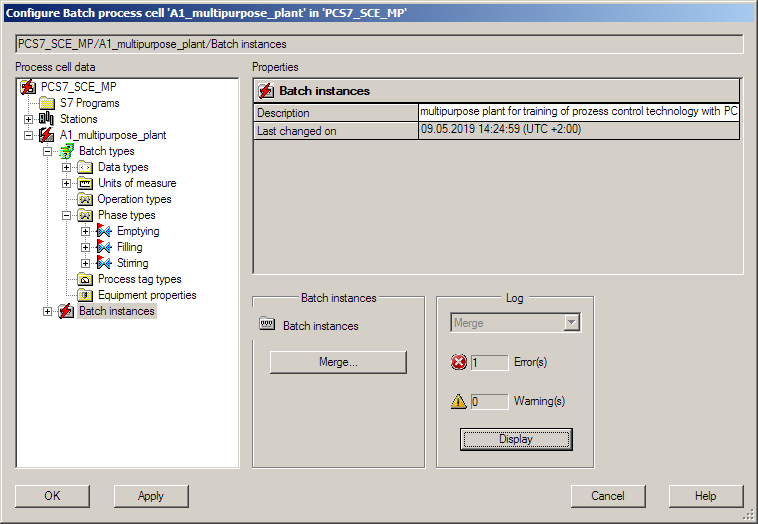 Configure Batch process cell 'A1_multipurpose_plant' in 'PCS7_SCE_MP'
PCS7_SCE_MP/A1_multipurpose_plant/Batch instances
Process cell data
PCS7_SCE_MP
S7 Programs
Stations
A1_multipurpose_plant
Batch types
Data types
Units of measure
Operation types
Phase types
Emptying
Filling
Stirring
Process tag types
Equipment properties
Batch instances
Properties
Batch instances
Description
multipurpose plant for training of prozess control technology with PC
Last changed on
09.05.2019 14:24:59 (UTC +2:00)
Batch instances
Batch instances
Merge...
Log
Merge
1 Error(s)
0 Warning(s)
Display
OK
Apply
Cancel
Help